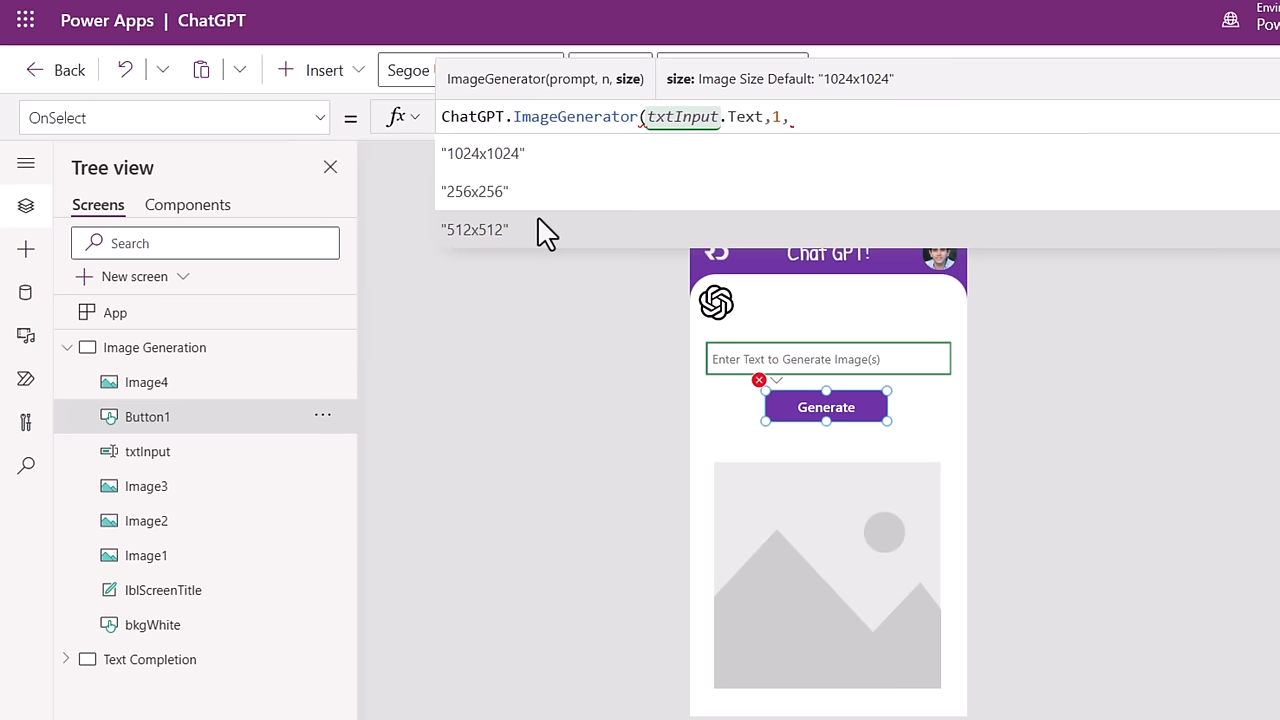 Power Apps | ChatGPT
Envir
Pow
Back
Insert
Segoe
ImageGenerator(prompt, n, size)
size: Image Size Default: "1024x1024"
OnSelect
=
fx
ChatGPT.ImageGenerator(txtInput.Text,1,
"1024x1024"
"256x256"
"512x512"
Tree view
Screens
Components
Search
New screen
App
Image Generation
Image4
Button1
...
txtInput
Image3
Image2
Image1
lblScreenTitle
bkgWhite
Text Completion
Chat GPT!
Enter Text to Generate Image(s)
Generate